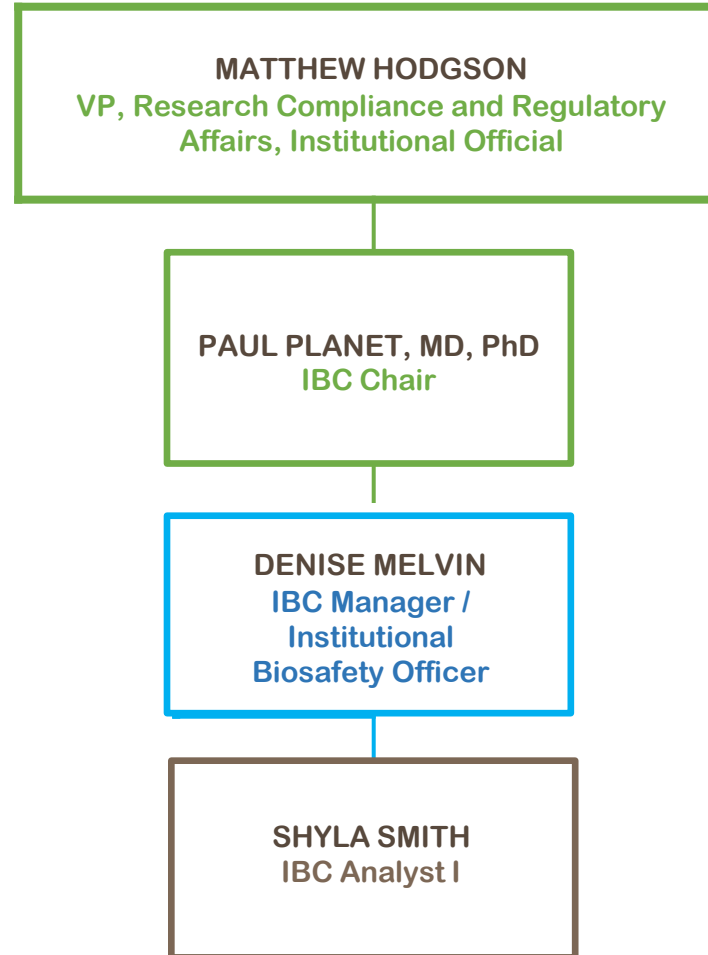 MATTHEW HODGSON
VP, Research Compliance and Regulatory
Affairs, Institutional Official
PAUL PLANET, MD, PhD
IBC Chair
DENISE MELVIN
IBC Manager /
Institutional
Biosafety Officer
SHYLA SMITH
IBC Analyst I